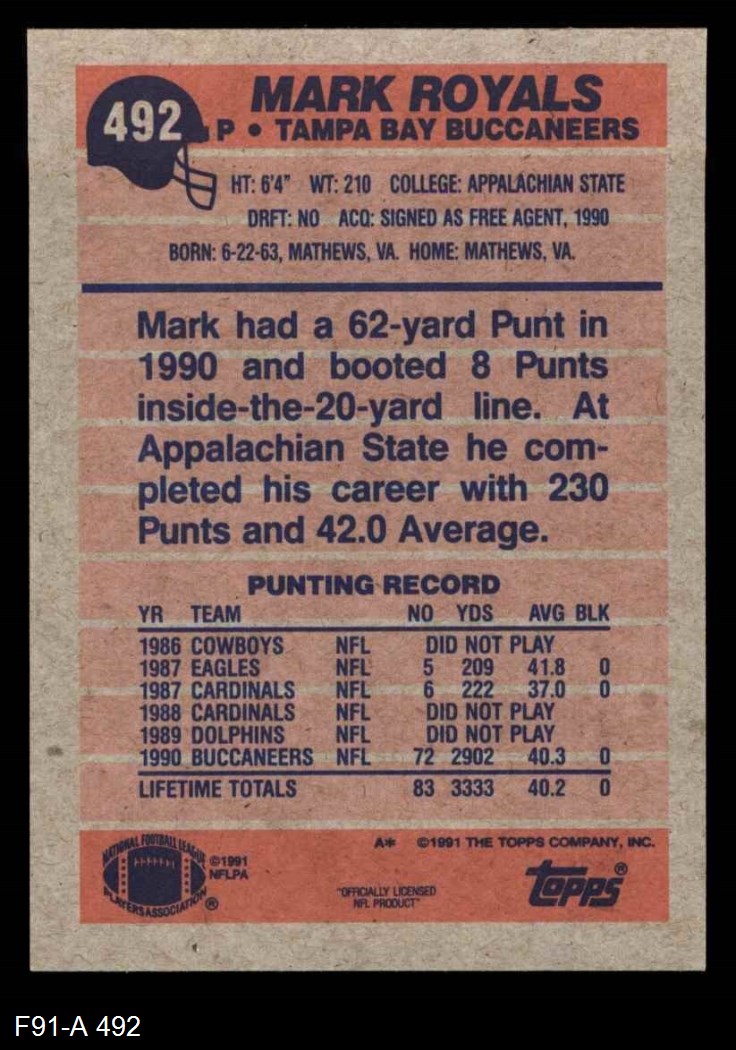 492
MARK ROYALS
P • TAMPA BAY BUCCANEERS
HT: 6'4" WT: 210 COLLEGE: APPALACHIAN STATE
DRFT: NO ACQ: SIGNED AS FREE AGENT, 1990
BORN: 6-22-63, MATHEWS, VA. HOME: MATHEWS, VA.
Mark had a 62-yard Punt in
1990 and booted 8 Punts
inside-the-20-yard line. At
Appalachian State he com-
pleted his career with 230
Punts and 42.0 Average.
PUNTING RECORD
YR TEAM NO YDS AVG BLK
1986 COWBOYS NFL DID NOT PLAY
1987 EAGLES NFL 5 209 41.8 0
1987 CARDINALS NFL 6 222 37.0 0
1988 CARDINALS NFL DID NOT PLAY
1989 DOLPHINS NFL DID NOT PLAY
1990 BUCCANEERS NFL 72 2902 40.3 0
LIFETIME TOTALS 83 3333 40.2 0
A* ©1991 THE TOPPS COMPANY, INC.
NATIONAL FOOTBALL LEAGUE
PLAYERS ASSOCIATION ®
©1991
NFLPA
"OFFICIALLY LICENSED
NFL PRODUCT"
TOPPS®
F91-A 492